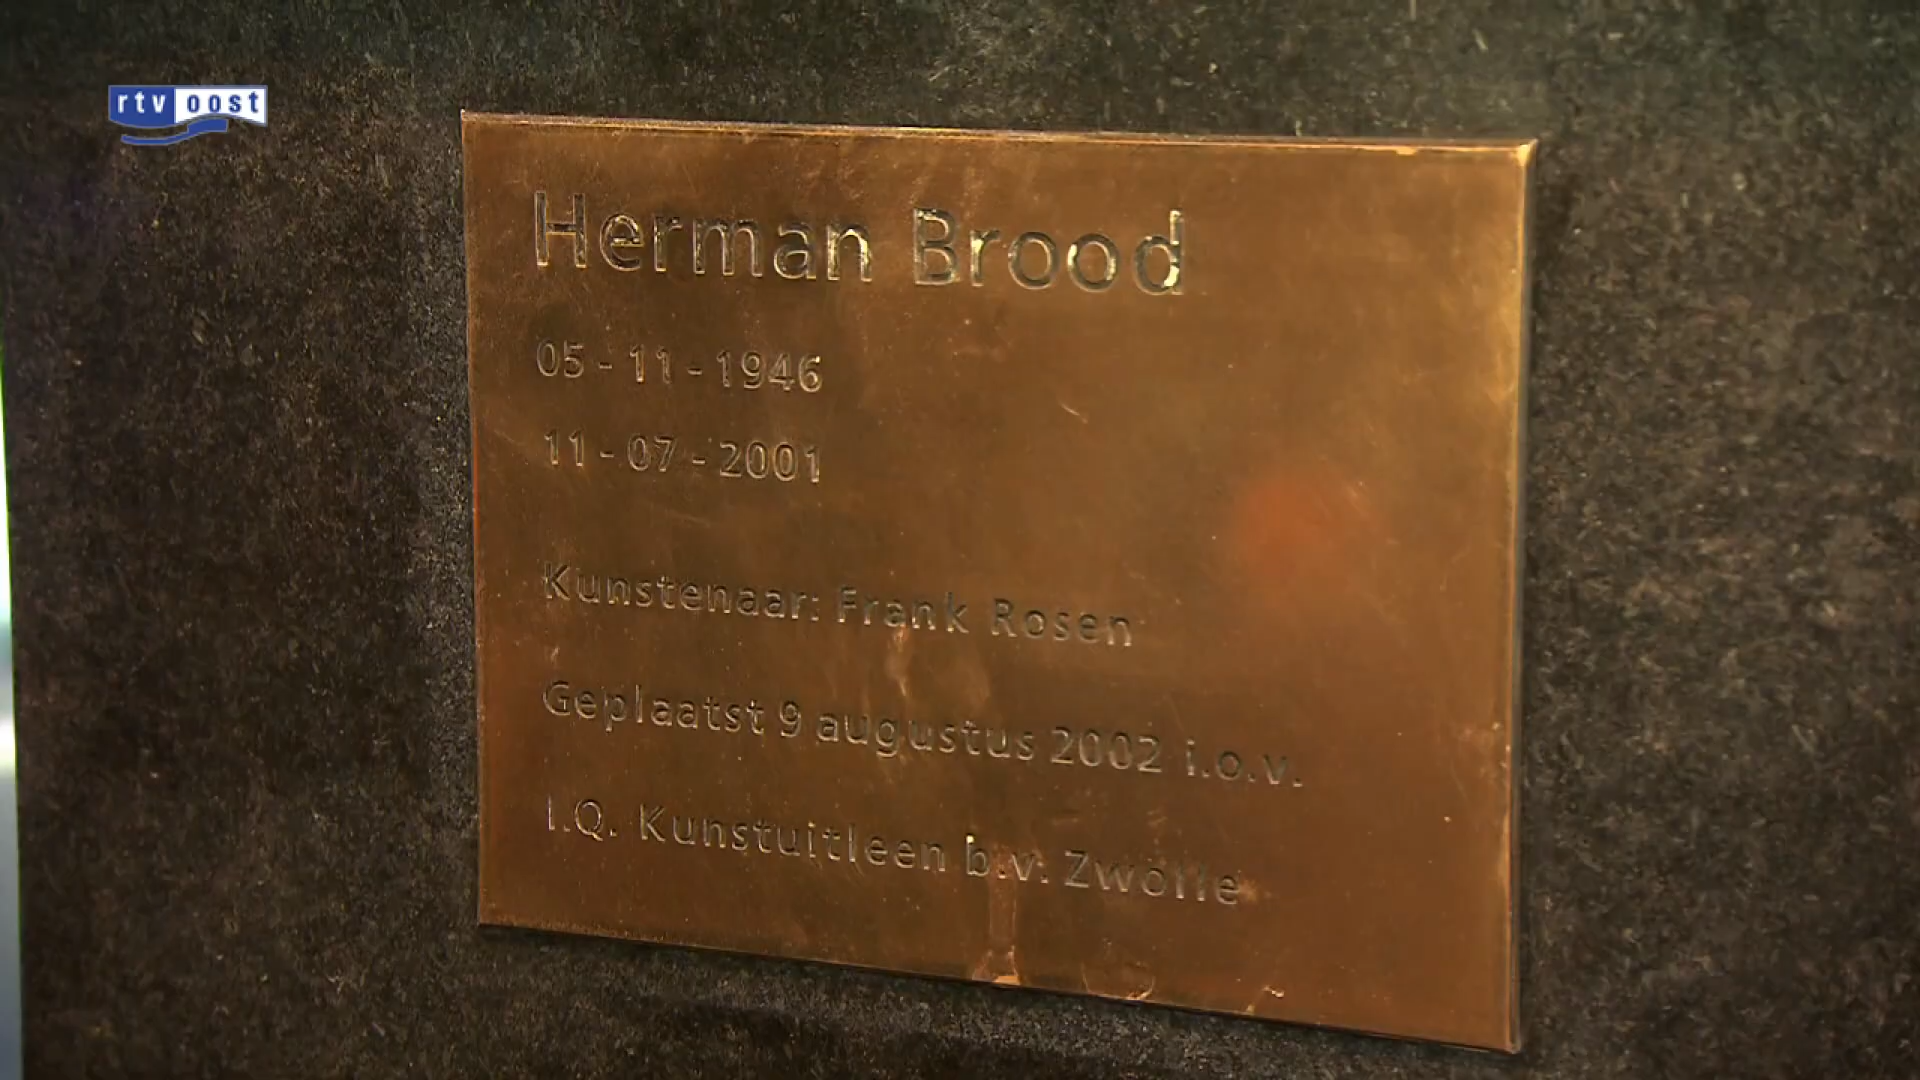 rtv oost
Herman Brood
05 - 11 - 1946
11 - 07 - 2001
Kunstenaar: Frank Rosen
Geplaatst 9 augustus 2002 i.o.v.
I.Q. Kunstuitleen b.v. Zwolle